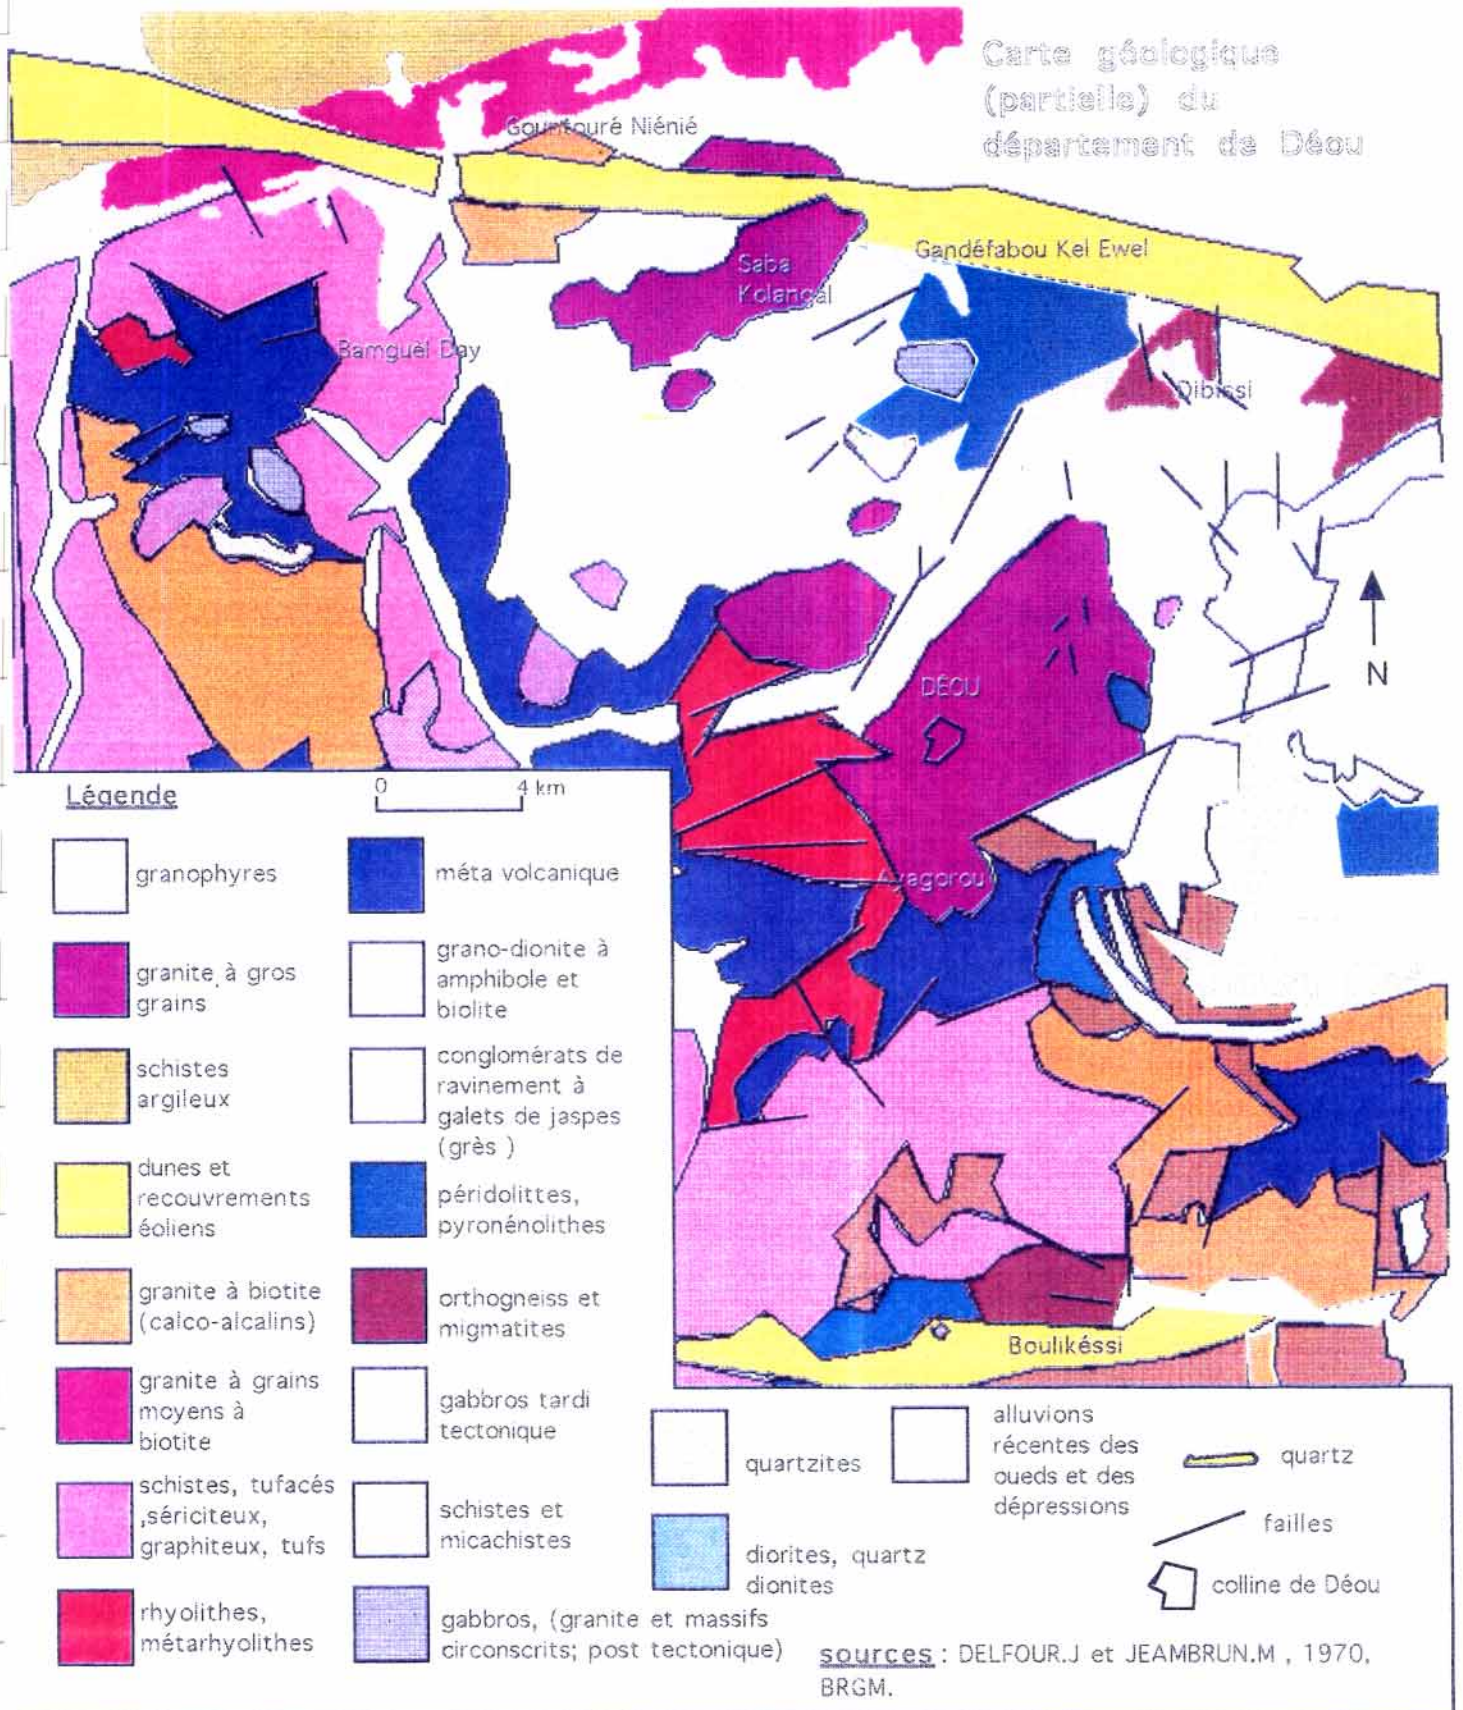 Carte géologique
(partielle) du
département de Déou
Gountouré Niénié
Gandéfabou Kel Ewel
Saba
Kolangal
Bamguèl Day
Dibissi
DÉOU
N
Ayagorou
Boulikéssi
Légende
0 4 km
granophyres
granite à gros
grains
schistes
argileux
dunes et
recouvrements
éoliens
granite à biotite
(calco-alcalins)
granite à grains
moyens à
biotite
schistes, tufacés
,sériciteux,
graphiteux, tufs
rhyolithes,
métarhyolithes
méta volcanique
grano-dionite à
amphibole et
biolite
conglomérats de
ravinement à
galets de jaspes
(grès )
péridolittes,
pyronénolithes
orthogneiss et
migmatites
gabbros tardi
tectonique
schistes et
micachistes
gabbros, (granite et massifs
circonscrits; post tectonique)
quartzites
diorites, quartz
dionites
alluvions
récentes des
oueds et des
dépressions
quartz
failles
colline de Déou
sources : DELFOUR.J et JEAMBRUN.M , 1970,
BRGM.